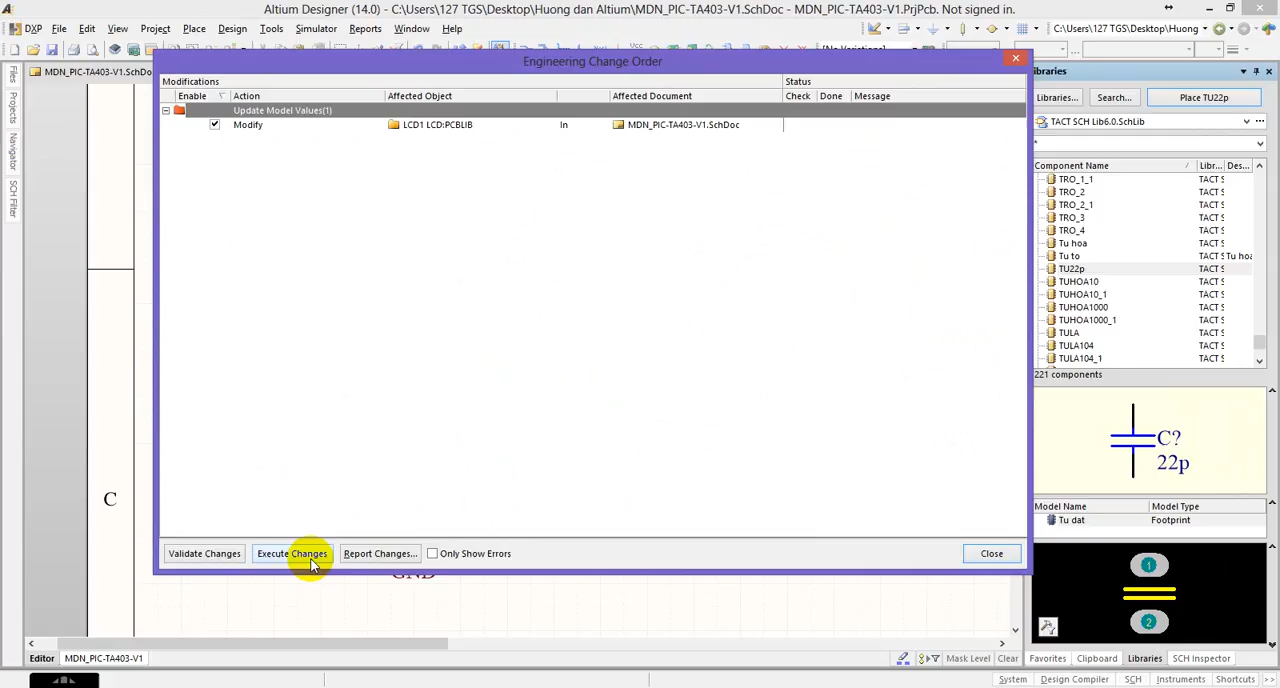 Altium Designer (14.0) - C:\Users\127 TGS\Desktop\Huong dan Altium\MDN_PIC-TA403-V1.SchDoc - MDN_PIC-TA403-V1.PrjPcb. Not signed in.
DXP File Edit View Project Place Design Tools Simulator Reports Window Help C:\Users\127 TGS\Desktop\Huong
MDN_PIC-TA403-V1.SchDo
Engineering Change Order
Libraries
Modifications Status
Enable Action Affected Object Affected Document Check Done Message
Libraries... Search... Place TU22p
Update Model Values(1)
Modify LCD1 LCD:PCBLIB In MDN_PIC-TA403-V1.SchDoc
TACT SCH Lib6.0.SchLib
*
Component Name Libr... Des...
TRO_1_1 TACT S
TRO_2 TACT S
TRO_2_1 TACT S
TRO_3 TACT S
TRO_4 TACT S
Tu hoa TACT S
Tu to TACT S Tu hoa
TU22p TACT S
TUHOA10 TACT S
TUHOA10_1 TACT S
TUHOA1000 TACT S
TUHOA1000_1 TACT S
TULA TACT S
TULA104 TACT S
TULA104_1 TACT S
221 components
Files
Projects
Navigator
SCH Filter
C
C?
22p
Model Name Model Type
Tu dat Footprint
1
2
Validate Changes Execute Changes Report Changes... Only Show Errors Close
GND
Editor MDN_PIC-TA403-V1 Mask Level Clear Favorites Clipboard Libraries SCH Inspector
System Design Compiler SCH Instruments Shortcuts >>